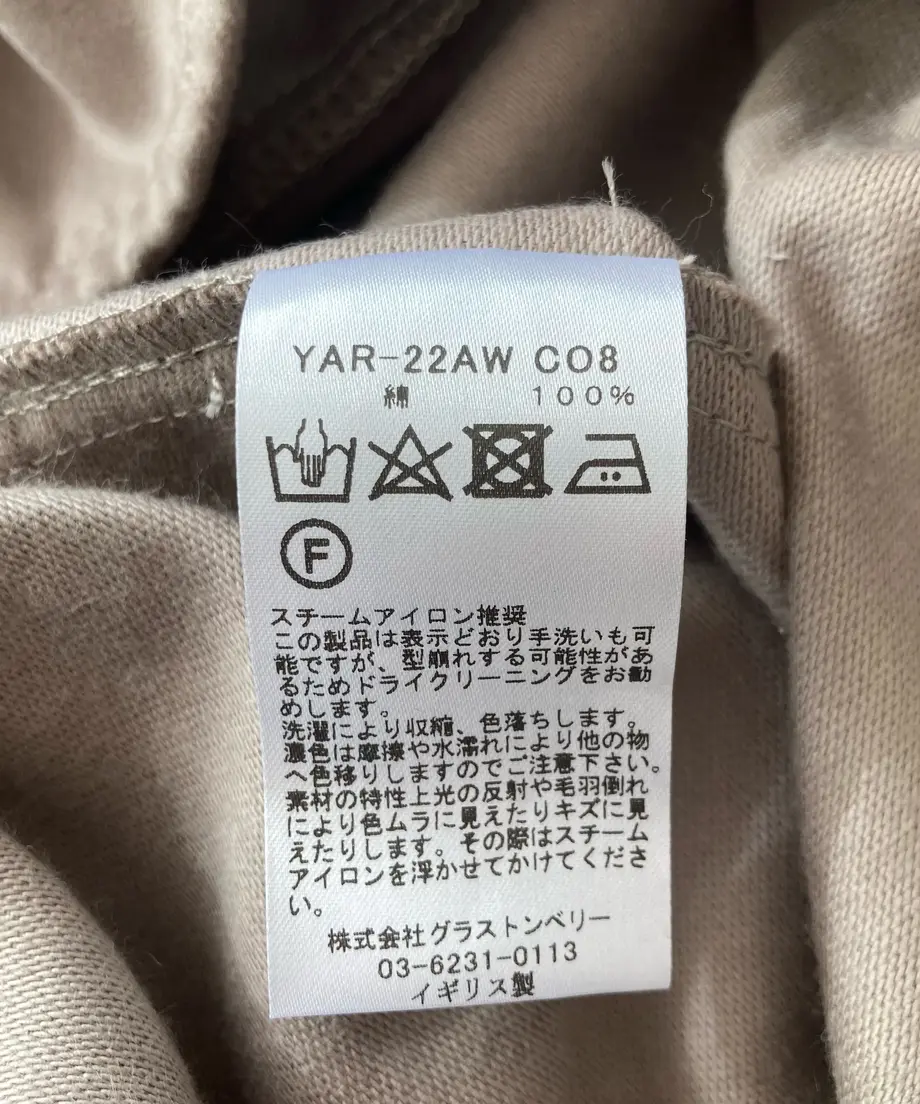 YAR-22AW CO8
綿 100%
F
スチームアイロン推奨
この製品は表示どおり手洗いも可
能ですが、型崩れする可能性があ
るためドライクリーニングをお勧
めします。
洗濯により収縮、色落ちします。
濃色は摩擦や水濡れにより他の物
へ色移りしますのでご注意下さい。
素材の特性上光の反射や毛羽倒れ
により色ムラに見えたりキズに見
えたりします。その際はスチーム
アイロンを浮かせてかけてくださ
い。
株式会社グラストンベリー
03-6231-0113
イギリス製